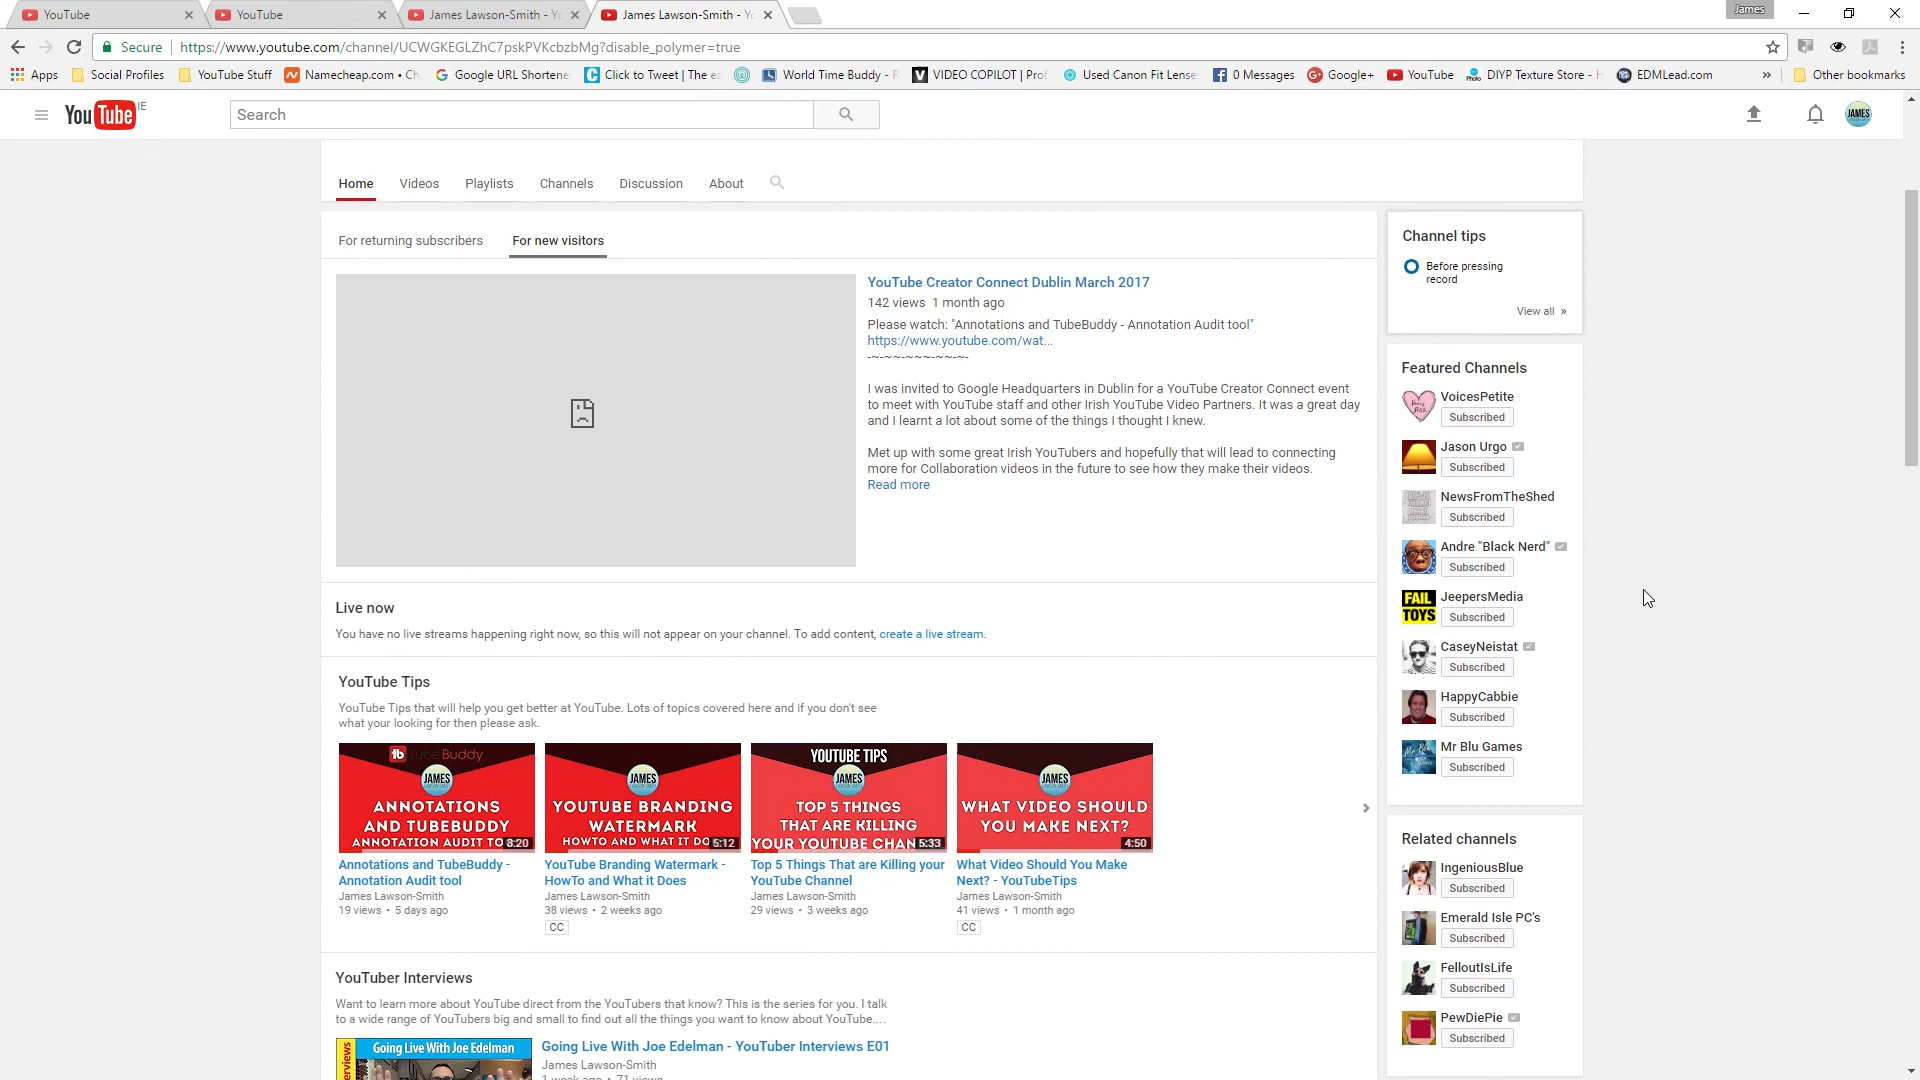 YouTube
YouTube
James Lawson-Smith - Yo
James Lawson-Smith - Yo
James
Secure
https://www.youtube.com/channel/UCWGKEGLZhC7pskPVKcbzbMg?disable_polymer=true
Apps
Social Profiles
YouTube Stuff
Namecheap.com • Ch
Google URL Shortene
Click to Tweet | The ea
World Time Buddy - R
VIDEO COPILOT | Prof
Used Canon Fit Lense
0 Messages
Google+
YouTube
DIYP Texture Store - H
EDMLead.com
»
Other bookmarks
YouTube IE
Search
JAMES
Home
Videos
Playlists
Channels
Discussion
About
For returning subscribers
For new visitors
YouTube Creator Connect Dublin March 2017
142 views 1 month ago
Please watch: "Annotations and TubeBuddy - Annotation Audit tool"
https://www.youtube.com/wat...
-~-~~-~~~-~~-~-
I was invited to Google Headquarters in Dublin for a YouTube Creator Connect event
to meet with YouTube staff and other Irish YouTube Video Partners. It was a great day
and I learnt a lot about some of the things I thought I knew.
Met up with some great Irish YouTubers and hopefully that will lead to connecting
more for Collaboration videos in the future to see how they make their videos.
Read more
Live now
You have no live streams happening right now, so this will not appear on your channel. To add content, create a live stream.
YouTube Tips
YouTube Tips that will help you get better at YouTube. Lots of topics covered here and if you don't see
what your looking for then please ask.
tb TubeBuddy
JAMES
ANNOTATIONS
AND TUBEBUDDY
ANNOTATION AUDIT TO
8:20
Annotations and TubeBuddy -
Annotation Audit tool
James Lawson-Smith
19 views • 5 days ago
JAMES
YOUTUBE BRANDING
WATERMARK
HOWTO AND WHAT IT DO
5:12
YouTube Branding Watermark -
HowTo and What it Does
James Lawson-Smith
38 views • 2 weeks ago
CC
YOUTUBE TIPS
JAMES
TOP 5 THINGS
THAT ARE KILLING
YOUR YOUTUBE CHAN
5:33
Top 5 Things That are Killing your
YouTube Channel
James Lawson-Smith
29 views • 3 weeks ago
JAMES
WHAT VIDEO SHOULD
YOU MAKE NEXT?
4:50
What Video Should You Make
Next? - YouTubeTips
James Lawson-Smith
41 views • 1 month ago
CC
YouTuber Interviews
Want to learn more about YouTube direct from the YouTubers that know? This is the series for you. I talk
to a wide range of YouTubers big and small to find out all the things you want to know about YouTube....
Going Live With Joe Edelman
Going Live With Joe Edelman - YouTuber Interviews E01
James Lawson-Smith
1 week ago • 71 views
Channel tips
Before pressing
record
View all »
Featured Channels
VoicesPetite
Subscribed
Jason Urgo
Subscribed
NewsFromTheShed
Subscribed
Andre "Black Nerd"
Subscribed
FAIL
TOYS
JeepersMedia
Subscribed
CaseyNeistat
Subscribed
HappyCabbie
Subscribed
Mr Blu Games
Subscribed
Related channels
IngeniousBlue
Subscribed
Emerald Isle PC's
Subscribed
FelloutIsLife
Subscribed
PewDiePie
Subscribed